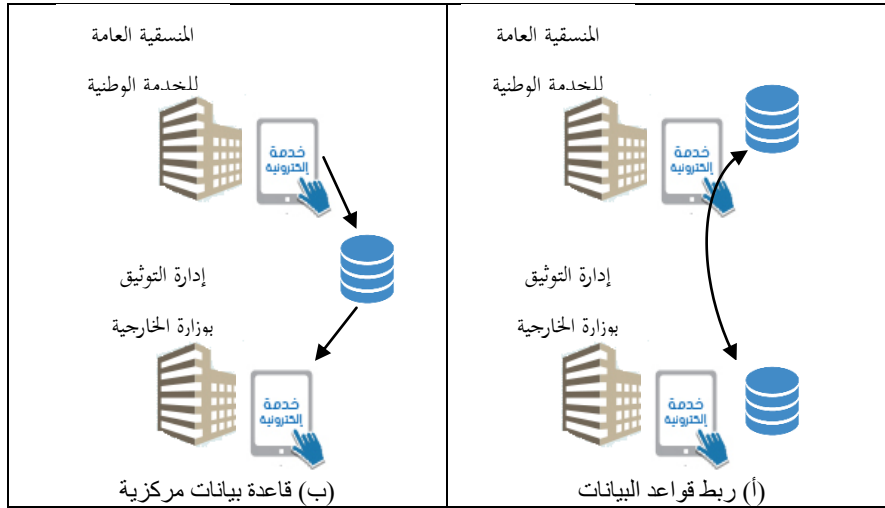 المنسقية العامة
للخدمة الوطنية
خدمة
إلكترونية
إدارة التوثيق
بوزارة الخارجية
خدمة
إلكترونية
(أ) ربط قواعد البيانات
المنسقية العامة
للخدمة الوطنية
خدمة
إلكترونية
إدارة التوثيق
بوزارة الخارجية
خدمة
إلكترونية
(ب) قاعدة بيانات مركزية